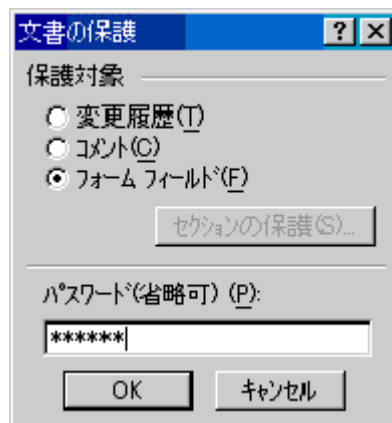 文書の保護
保護対象
変更履歴(T)
コメント(C)
フォーム フィールド(F)
セクションの保護(S)...
パスワード(省略可) (P):
******
OK
キャンセル